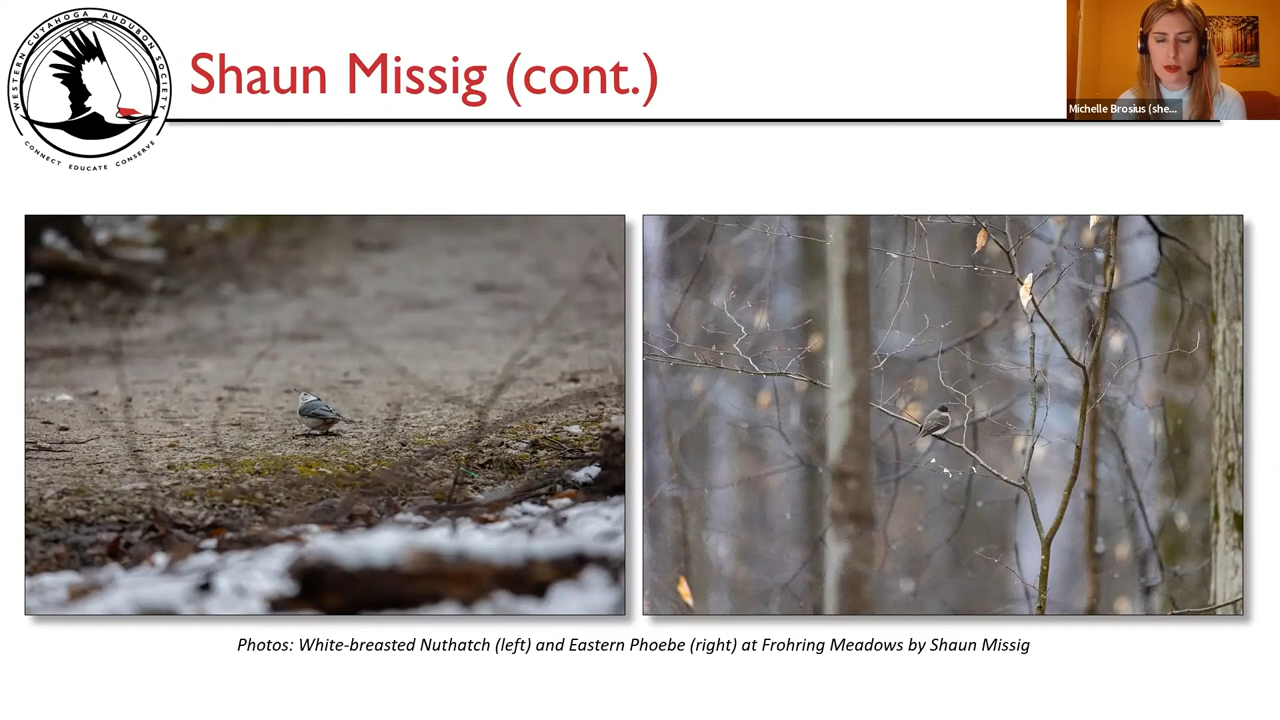 WESTERN CUYAHOGA AUDUBON SOCIETY
CONNECT EDUCATE CONSERVE
Shaun Missig (cont.)
Michelle Brosius (she...
Photos: White-breasted Nuthatch (left) and Eastern Phoebe (right) at Frohring Meadows by Shaun Missig